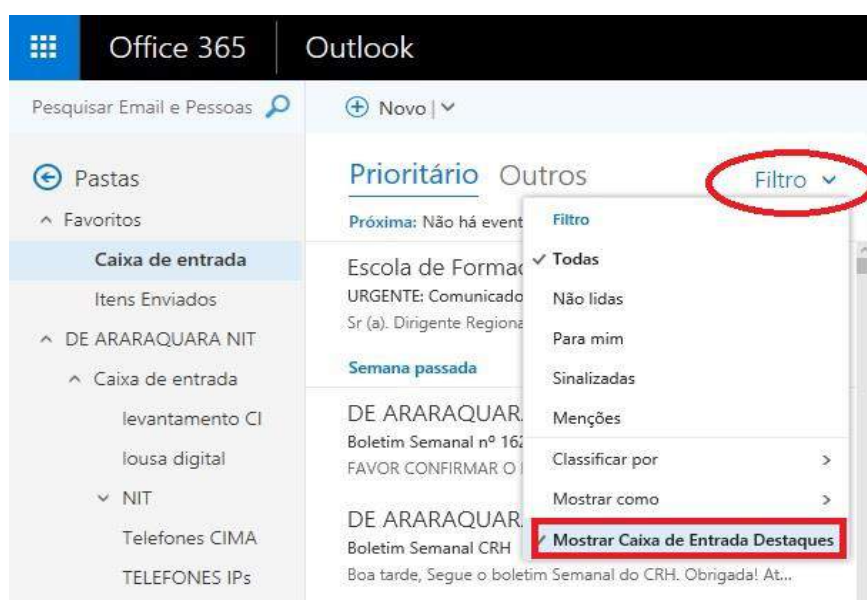 Office 365 Outlook
Pesquisar Email e Pessoas
Novo
Pastas
Favoritos
Caixa de entrada
Itens Enviados
DE ARARAQUARA NIT
Caixa de entrada
levantamento CI
lousa digital
NIT
Telefones CIMA
TELEFONES IPs
Prioritário Outros
Filtro
Próxima: Não há event
Escola de Formaç
URGENTE: Comunicado
Sr (a). Dirigente Regiona
Semana passada
DE ARARAQUAR
Boletim Semanal nº 162
FAVOR CONFIRMAR O
DE ARARAQUAR
Boletim Semanal CRH
Boa tarde, Segue o boletim Semanal do CRH. Obrigada! At...
Filtro
Todas
Não lidas
Para mim
Sinalizadas
Menções
Classificar por
Mostrar como
Mostrar Caixa de Entrada Destaques